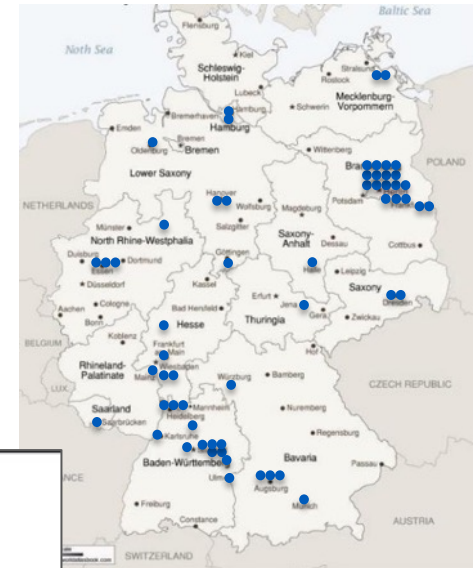 Baltic Sea
Flensburg
North Sea
Kiel
Schleswig-
Holstein
Stralsund
Rostock
Lübeck
Mecklenburg-
Vorpommern
Schwerin
Hamburg
Hamburg
Bremerhaven
Emden
Bremen
Oldenburg
Bremen
Wittenberg
POLAND
Lower Saxony
Hanover
Wolfsburg
Potsdam
NETHERLANDS
Magdeburg
Salzgitter
Münster
Saxony-
Anhalt
Dessau
Cottbus
North Rhine-Westphalia
Göttingen
Duisburg
Dortmund
Essen
Halle
Leipzig
Kassel
Düsseldorf
Saxony
Erfurt
Dresden
Cologne
Bad Hersfeld
Jena
Aachen
Gera
Bonn
Hesse
Thuringia
Zwickau
Koblenz
BELGIUM
Frankfurt
am Main
Hof
Rhineland-
Palatinate
Wiesbaden
Mainz
CZECH REPUBLIC
LUX.
Würzburg
Bamberg
Saarland
Mannheim
Nuremberg
Saarbrücken
Heidelberg
Karlsruhe
Regensburg
Bavaria
Baden-Württemberg
Passau
Ulm
Augsburg
Freiburg
Munich
Constance
AUSTRIA
SWITZERLAND